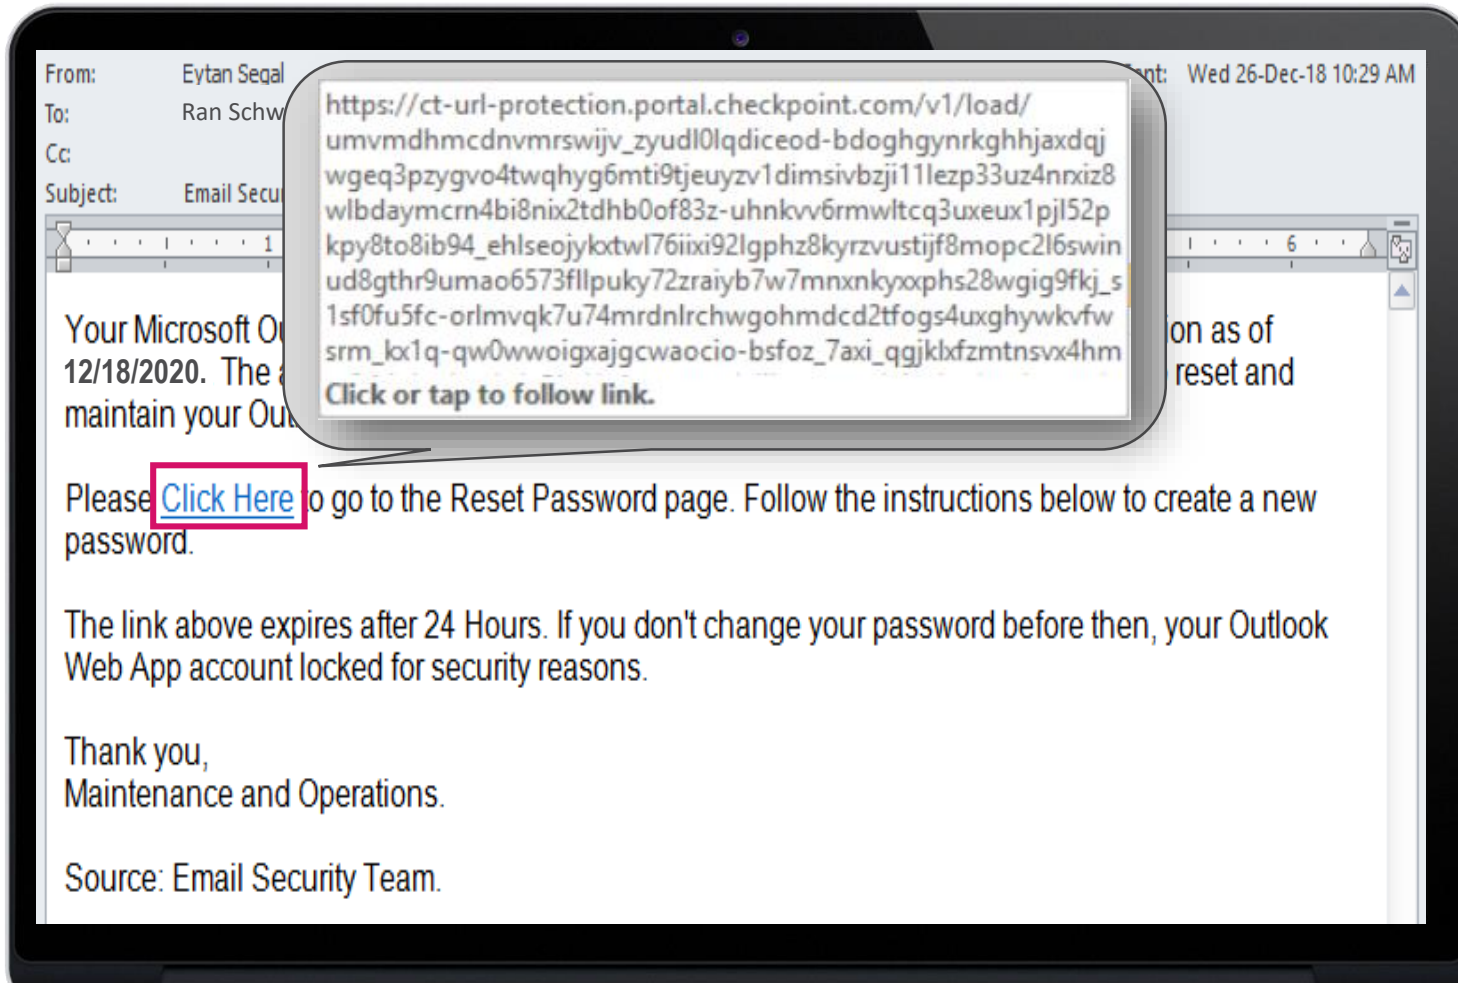 From: Eytan Segal
Sent: Wed 26-Dec-18 10:29 AM
To: Ran Schw
Cc:
Subject: Email Secu
1
6
https://ct-url-protection.portal.checkpoint.com/v1/load/
umvmdhmcdnvmrswijv_zyudl0lqdiceod-bdoghgynrkghhjaxdqj
wgeq3pzygvo4twqhyg6mti9tjeuyzv1dimsivbzji11lezp33uz4nrxiz8
wlbdaymcrn4bi8nix2tdhb0of83z-uhnkvv6rmwltcq3uxeux1pjl52p
kpy8to8ib94_ehlseojykxtwl76iixi92lgphz8kyrzvustijf8mopc2l6swin
ud8gthr9umao6573fllpuky72zraiyb7w7mnxnkyxxphs28wgig9fkj_s
1sf0fu5fc-orlmvqk7u74mrdnlrchwgohmdcd2tfogs4uxghywkvfw
srm_kx1q-qw0wwoigxajgcwaocio-bsfoz_7axi_qgjklxfzmtnsvx4hm
Click or tap to follow link.
Your Microsoft Ou ion as of
12/18/2020. The a reset and
maintain your Out
Please Click Here to go to the Reset Password page. Follow the instructions below to create a new
password.
The link above expires after 24 Hours. If you don't change your password before then, your Outlook
Web App account locked for security reasons.
Thank you,
Maintenance and Operations.
Source: Email Security Team.